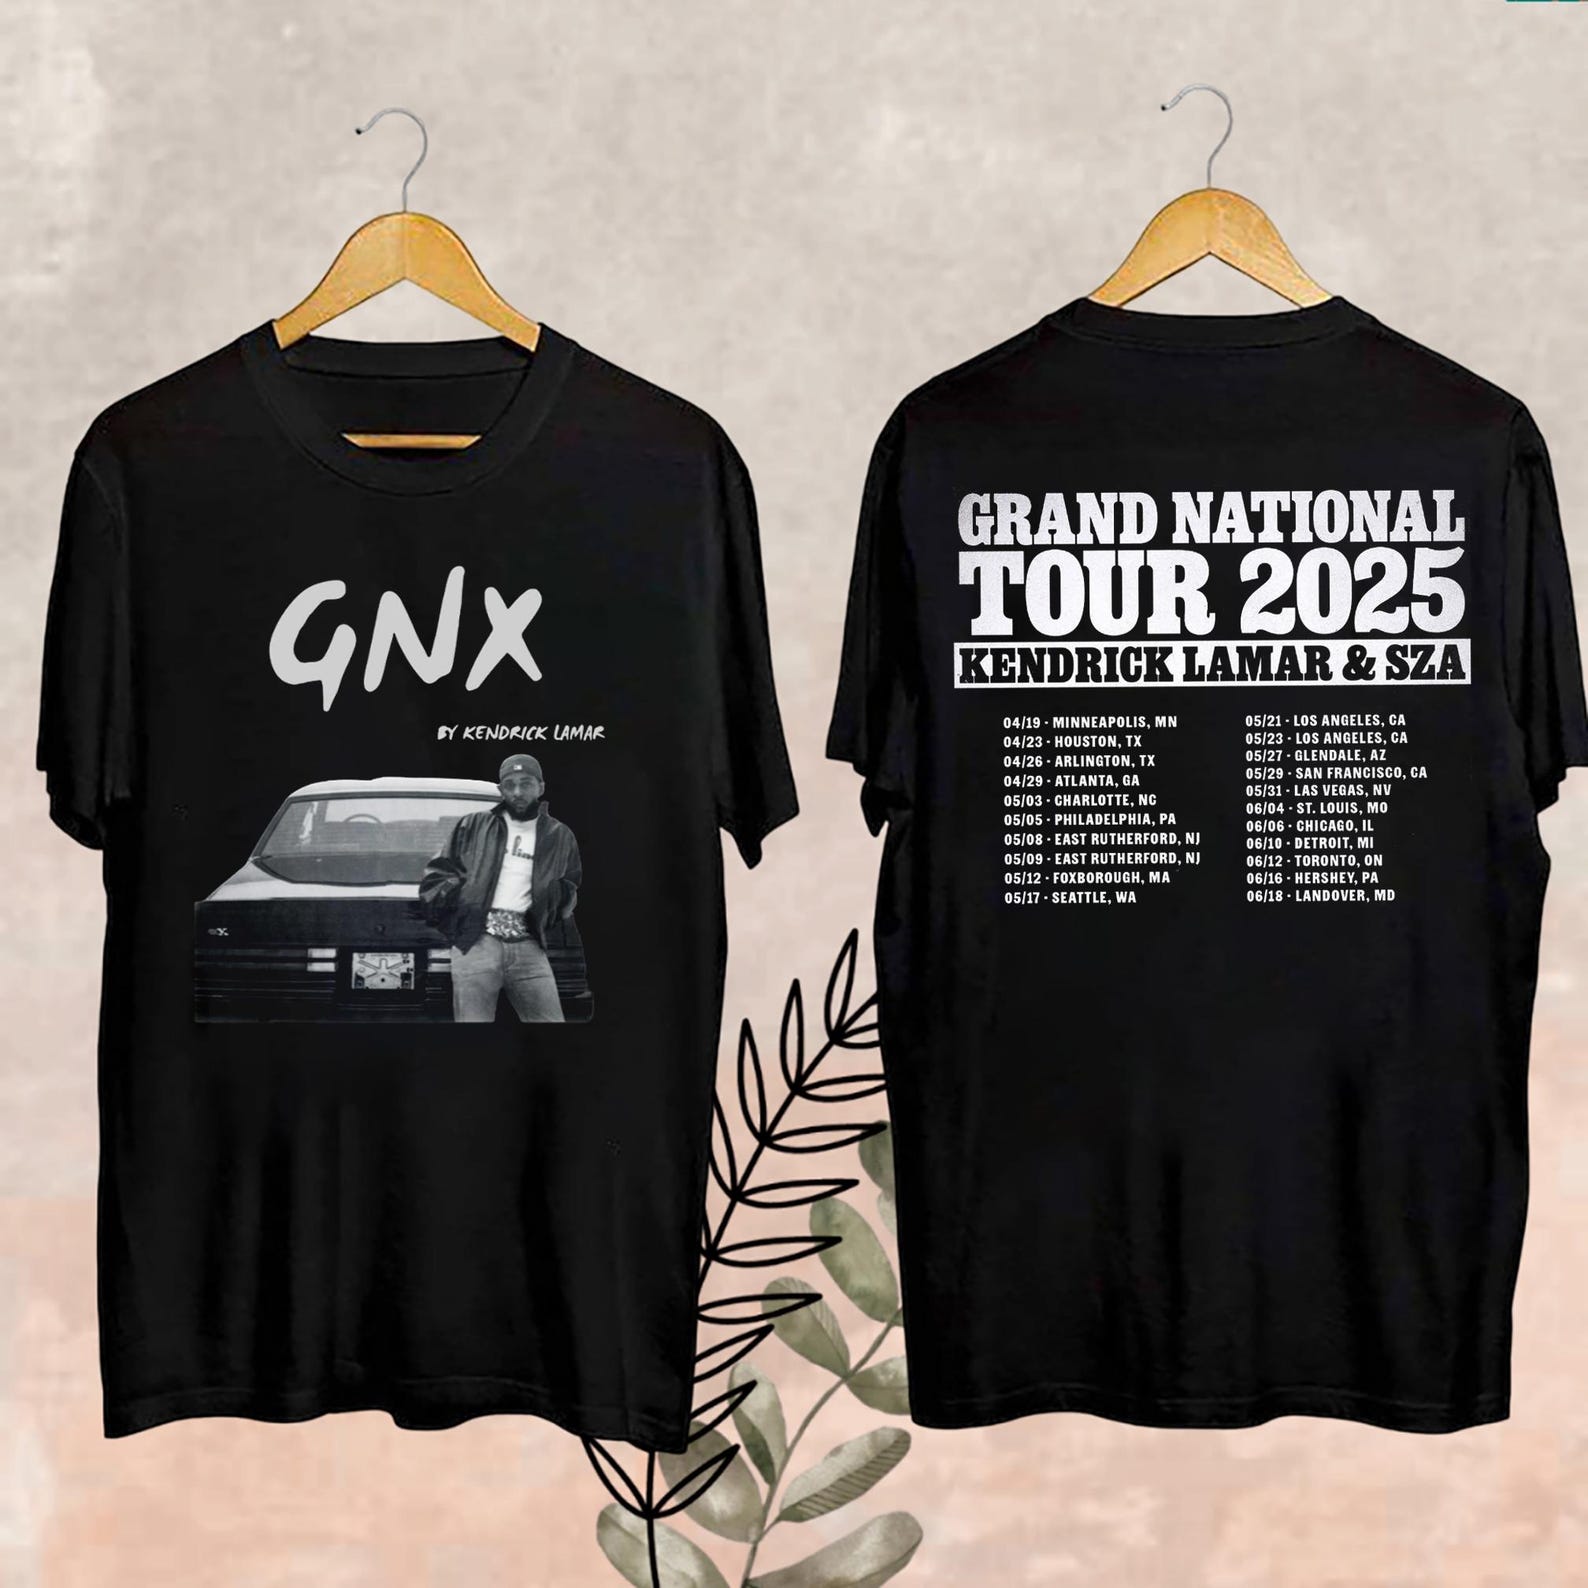 GNX
BY KENDRICK LAMAR
GRAND NATIONAL
TOUR 2025
KENDRICK LAMAR & SZA
04/19 - MINNEAPOLIS, MN
04/23 - HOUSTON, TX
04/26 - ARLINGTON, TX
04/29 - ATLANTA, GA
05/03 - CHARLOTTE, NC
05/05 - PHILADELPHIA, PA
05/08 - EAST RUTHERFORD, NJ
05/09 - EAST RUTHERFORD, NJ
05/12 - FOXBOROUGH, MA
05/17 - SEATTLE, WA
05/21 - LOS ANGELES, CA
05/23 - LOS ANGELES, CA
05/27 - GLENDALE, AZ
05/29 - SAN FRANCISCO, CA
05/31 - LAS VEGAS, NV
06/04 - ST. LOUIS, MO
06/06 - CHICAGO, IL
06/10 - DETROIT, MI
06/12 - TORONTO, ON
06/16 - HERSHEY, PA
06/18 - LANDOVER, MD